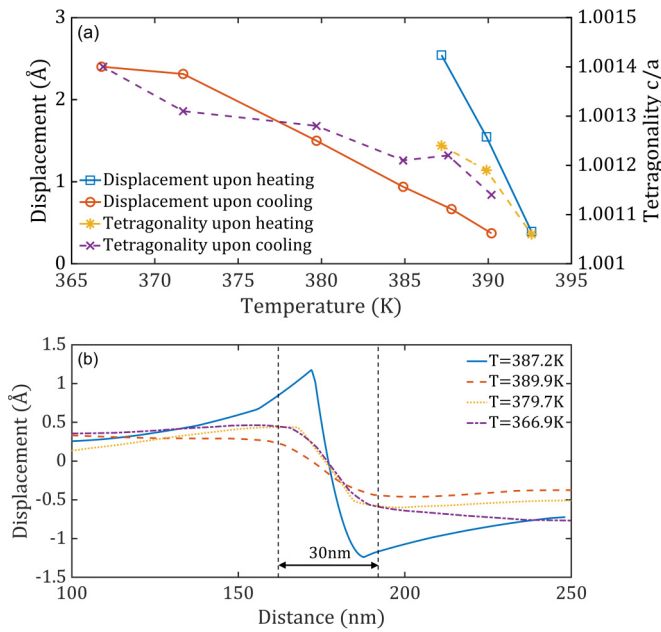 (a)
3
2
1
0
Displacement (Å)
1.0015
1.0014
1.0013
1.0012
1.0011
1.001
Tetragonality c/a
Displacement upon heating
Displacement upon cooling
Tetragonality upon heating
Tetragonality upon cooling
365 370 375 380 385 390 395
Temperature (K)
(b)
1.5
1
0.5
0
-0.5
-1
-1.5
Displacement (Å)
T=387.2K
T=389.9K
T=379.7K
T=366.9K
30nm
100 150 200 250
Distance (nm)